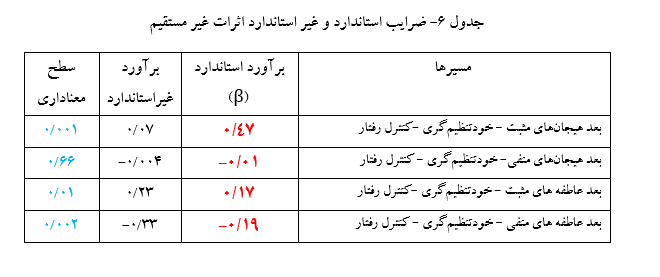 جدول ۶- ضرایب استاندارد و غیر استاندارد اثرات غیر مستقیم
مسیرها برآورد استاندارد (β) برآورد غیراستاندارد سطح معناداری
بعد هیجان‌های مثبت - خودتنظیم‌گری -کنترل رفتار ۰/٤٧ ۰/۰۷ ۰/۰۰۱
بعد هیجان‌های منفی- خودتنظیم‌گری - کنترل رفتار -۰/۰۱ -۰/۰۰۴ ۰/۶۶
بعد عاطفه های مثبت - خودتنظیم‌گری -کنترل رفتار ۰/۱۷ ۰/۲۳ ۰/۰۱
بعد عاطفه های منفی - خودتنظیم‌گری - کنترل رفتار -۰/۱۹ -۰/۳۳ ۰/۰۰۲